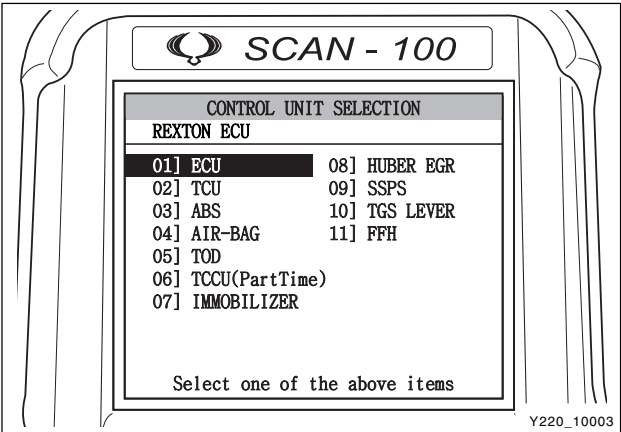 SCAN - 100
CONTROL UNIT SELECTION
REXTON ECU
01] ECU
02] TCU
03] ABS
04] AIR-BAG
05] TOD
06] TCCU(PartTime)
07] IMMOBILIZER
08] HUBER EGR
09] SSPS
10] TGS LEVER
11] FFH
Select one of the above items
Y220_10003